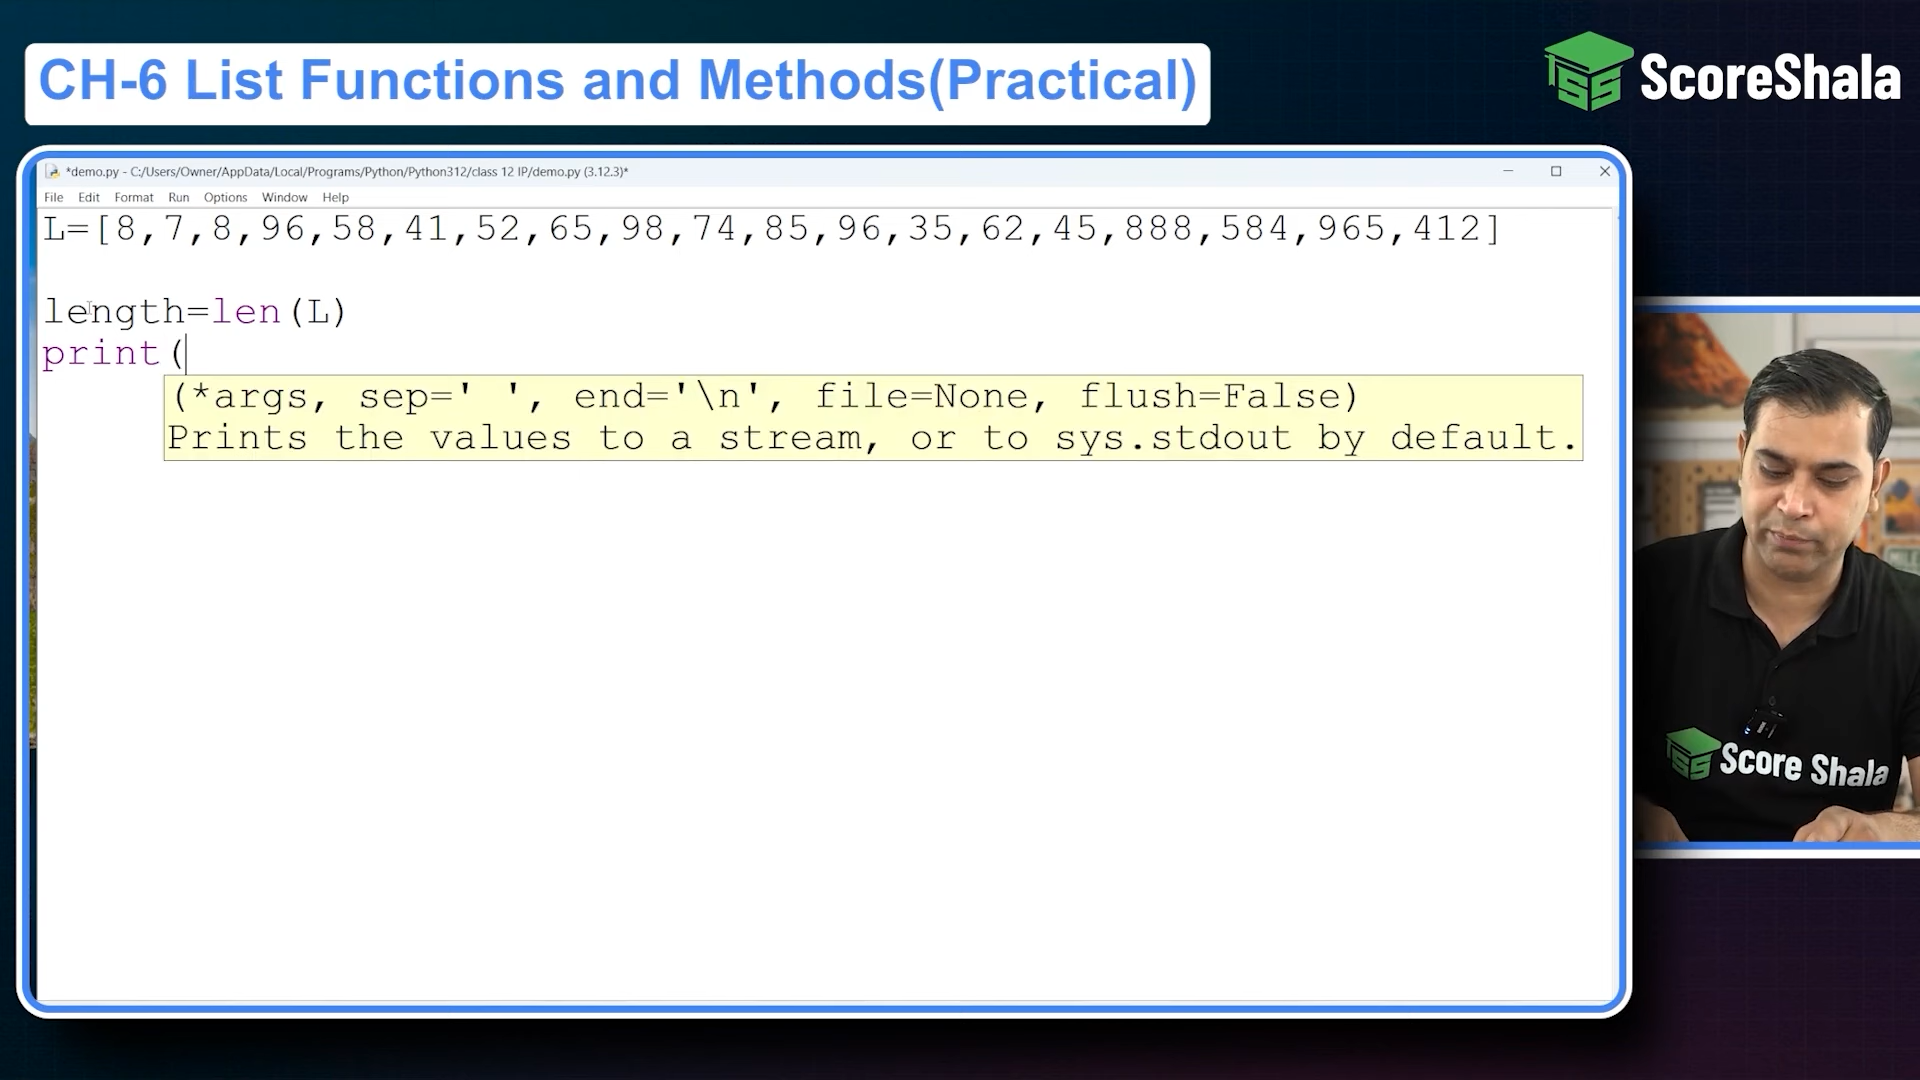 CH-6 List Functions and Methods(Practical)
ScoreShala
*demo.py - C:/Users/Owner/AppData/Local/Programs/Python/Python312/class 12 IP/demo.py (3.12.3)*
File Edit Format Run Options Window Help
L=[8,7,8,96,58,41,52,65,98,74,85,96,35,62,45,888,584,965,412]
length=len(L)
print(
(*args, sep=' ', end='\n', file=None, flush=False)
Prints the values to a stream, or to sys.stdout by default.
Score Shala